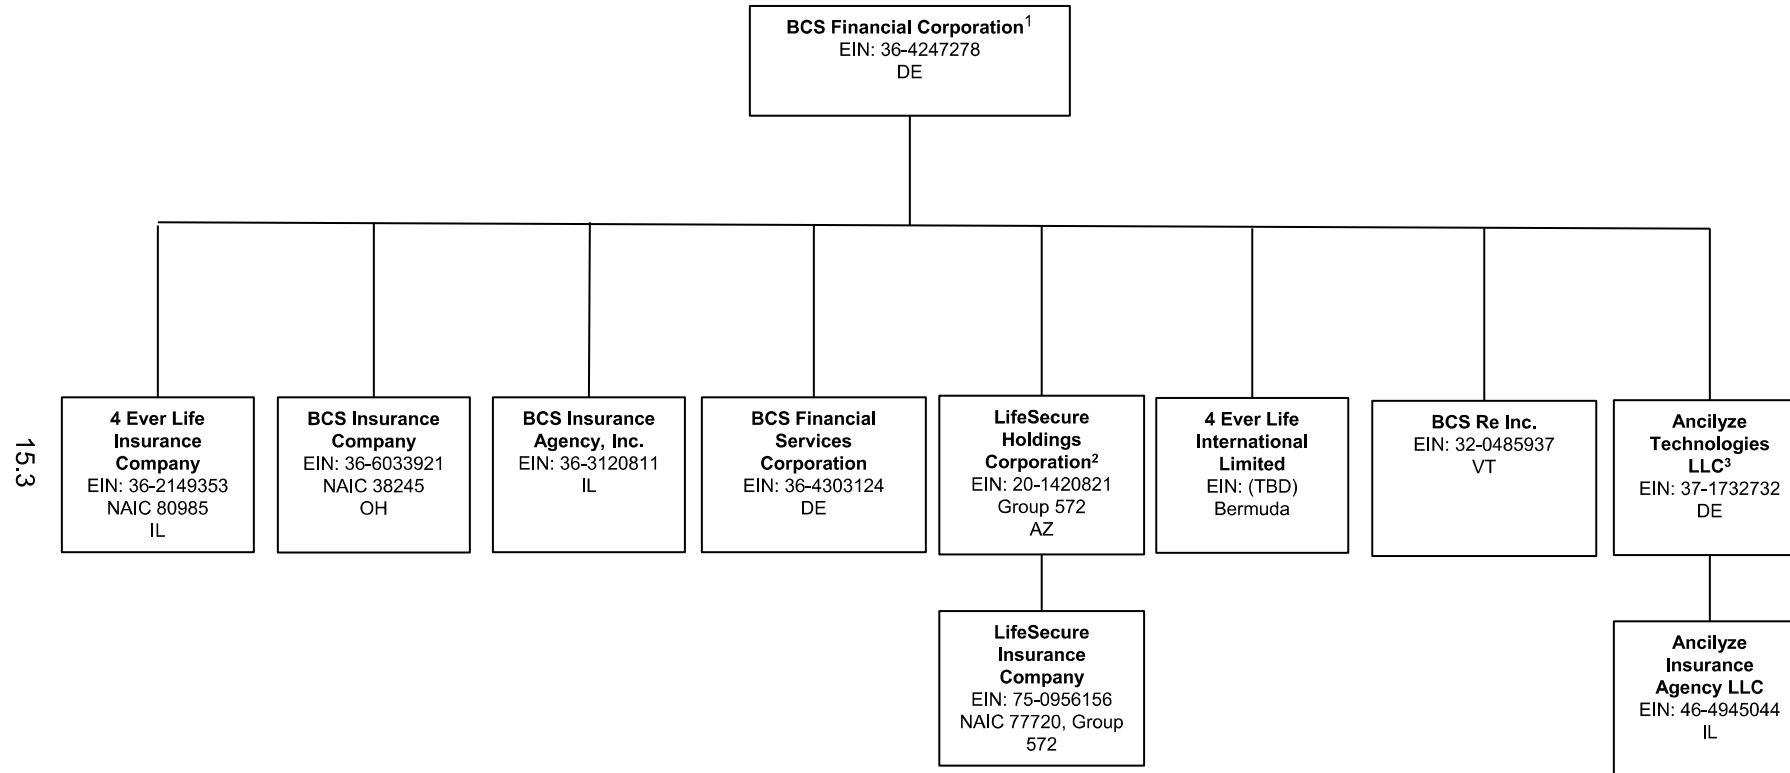 BCS Financial Corporation¹
EIN: 36-4247278
DE
15.3
4 Ever Life
Insurance
Company
EIN: 36-2149353
NAIC 80985
IL
BCS Insurance
Company
EIN: 36-6033921
NAIC 38245
OH
BCS Insurance
Agency, Inc.
EIN: 36-3120811
IL
BCS Financial
Services
Corporation
EIN: 36-4303124
DE
LifeSecure
Holdings
Corporation²
EIN: 20-1420821
Group 572
AZ
4 Ever Life
International
Limited
EIN: (TBD)
Bermuda
BCS Re Inc.
EIN: 32-0485937
VT
Ancilyze
Technologies
LLC³
EIN: 37-1732732
DE
LifeSecure
Insurance
Company
EIN: 75-0956156
NAIC 77720, Group
572
Ancilyze
Insurance
Agency LLC
EIN: 46-4945044
IL